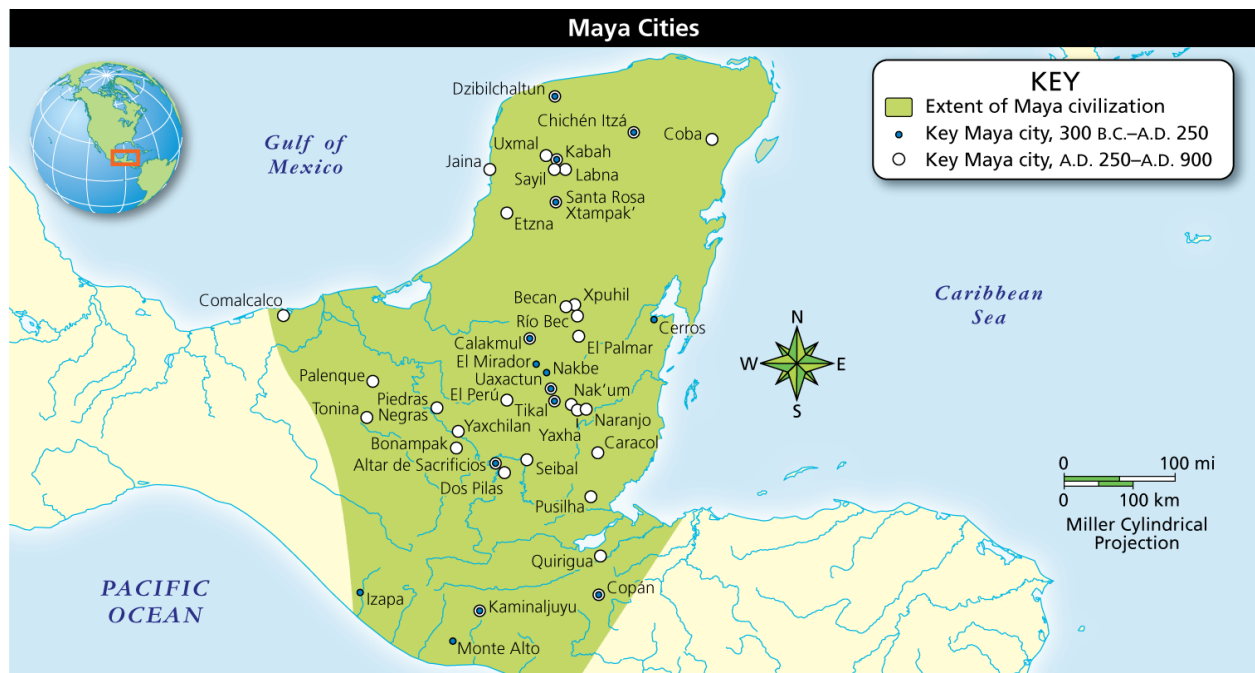 Maya Cities
KEY
Extent of Maya civilization
Key Maya city, 300 B.C.–A.D. 250
Key Maya city, A.D. 250–A.D. 900
Gulf of
Mexico
Dzibilchaltun
Chichén Itzá
Coba
Uxmal
Kabah
Jaina
Sayil
Labna
Santa Rosa
Xtampak’
Etzna
Comalcalco
Becan
Xpuhil
Río Bec
Cerros
Calakmul
El Palmar
El Mirador
Nakbe
Uaxactun
Palenque
El Perú
Nak’um
Tonina
Piedras
Negras
Tikal
Naranjo
Yaxchilan
Yaxha
Bonampak
Caracol
Altar de Sacrificios
Seibal
Dos Pilas
Pusilha
Quirigua
Copán
Izapa
Kaminaljuyu
Monte Alto
Caribbean
Sea
N
W
E
S
0
100 mi
0
100 km
Miller Cylindrical
Projection
PACIFIC
OCEAN